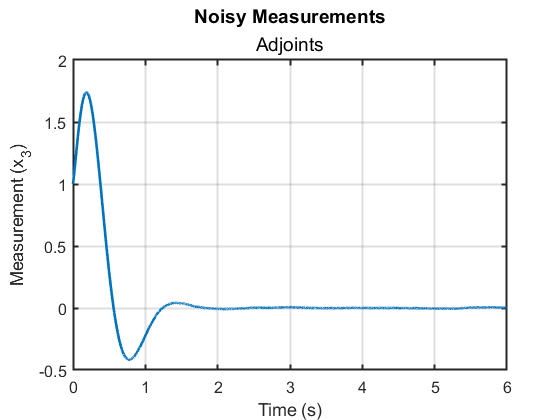 Noisy Measurements
Adjoints
2
1.5
1
0.5
0
-0.5
Measurement (x3)
0 1 2 3 4 5 6
Time (s)